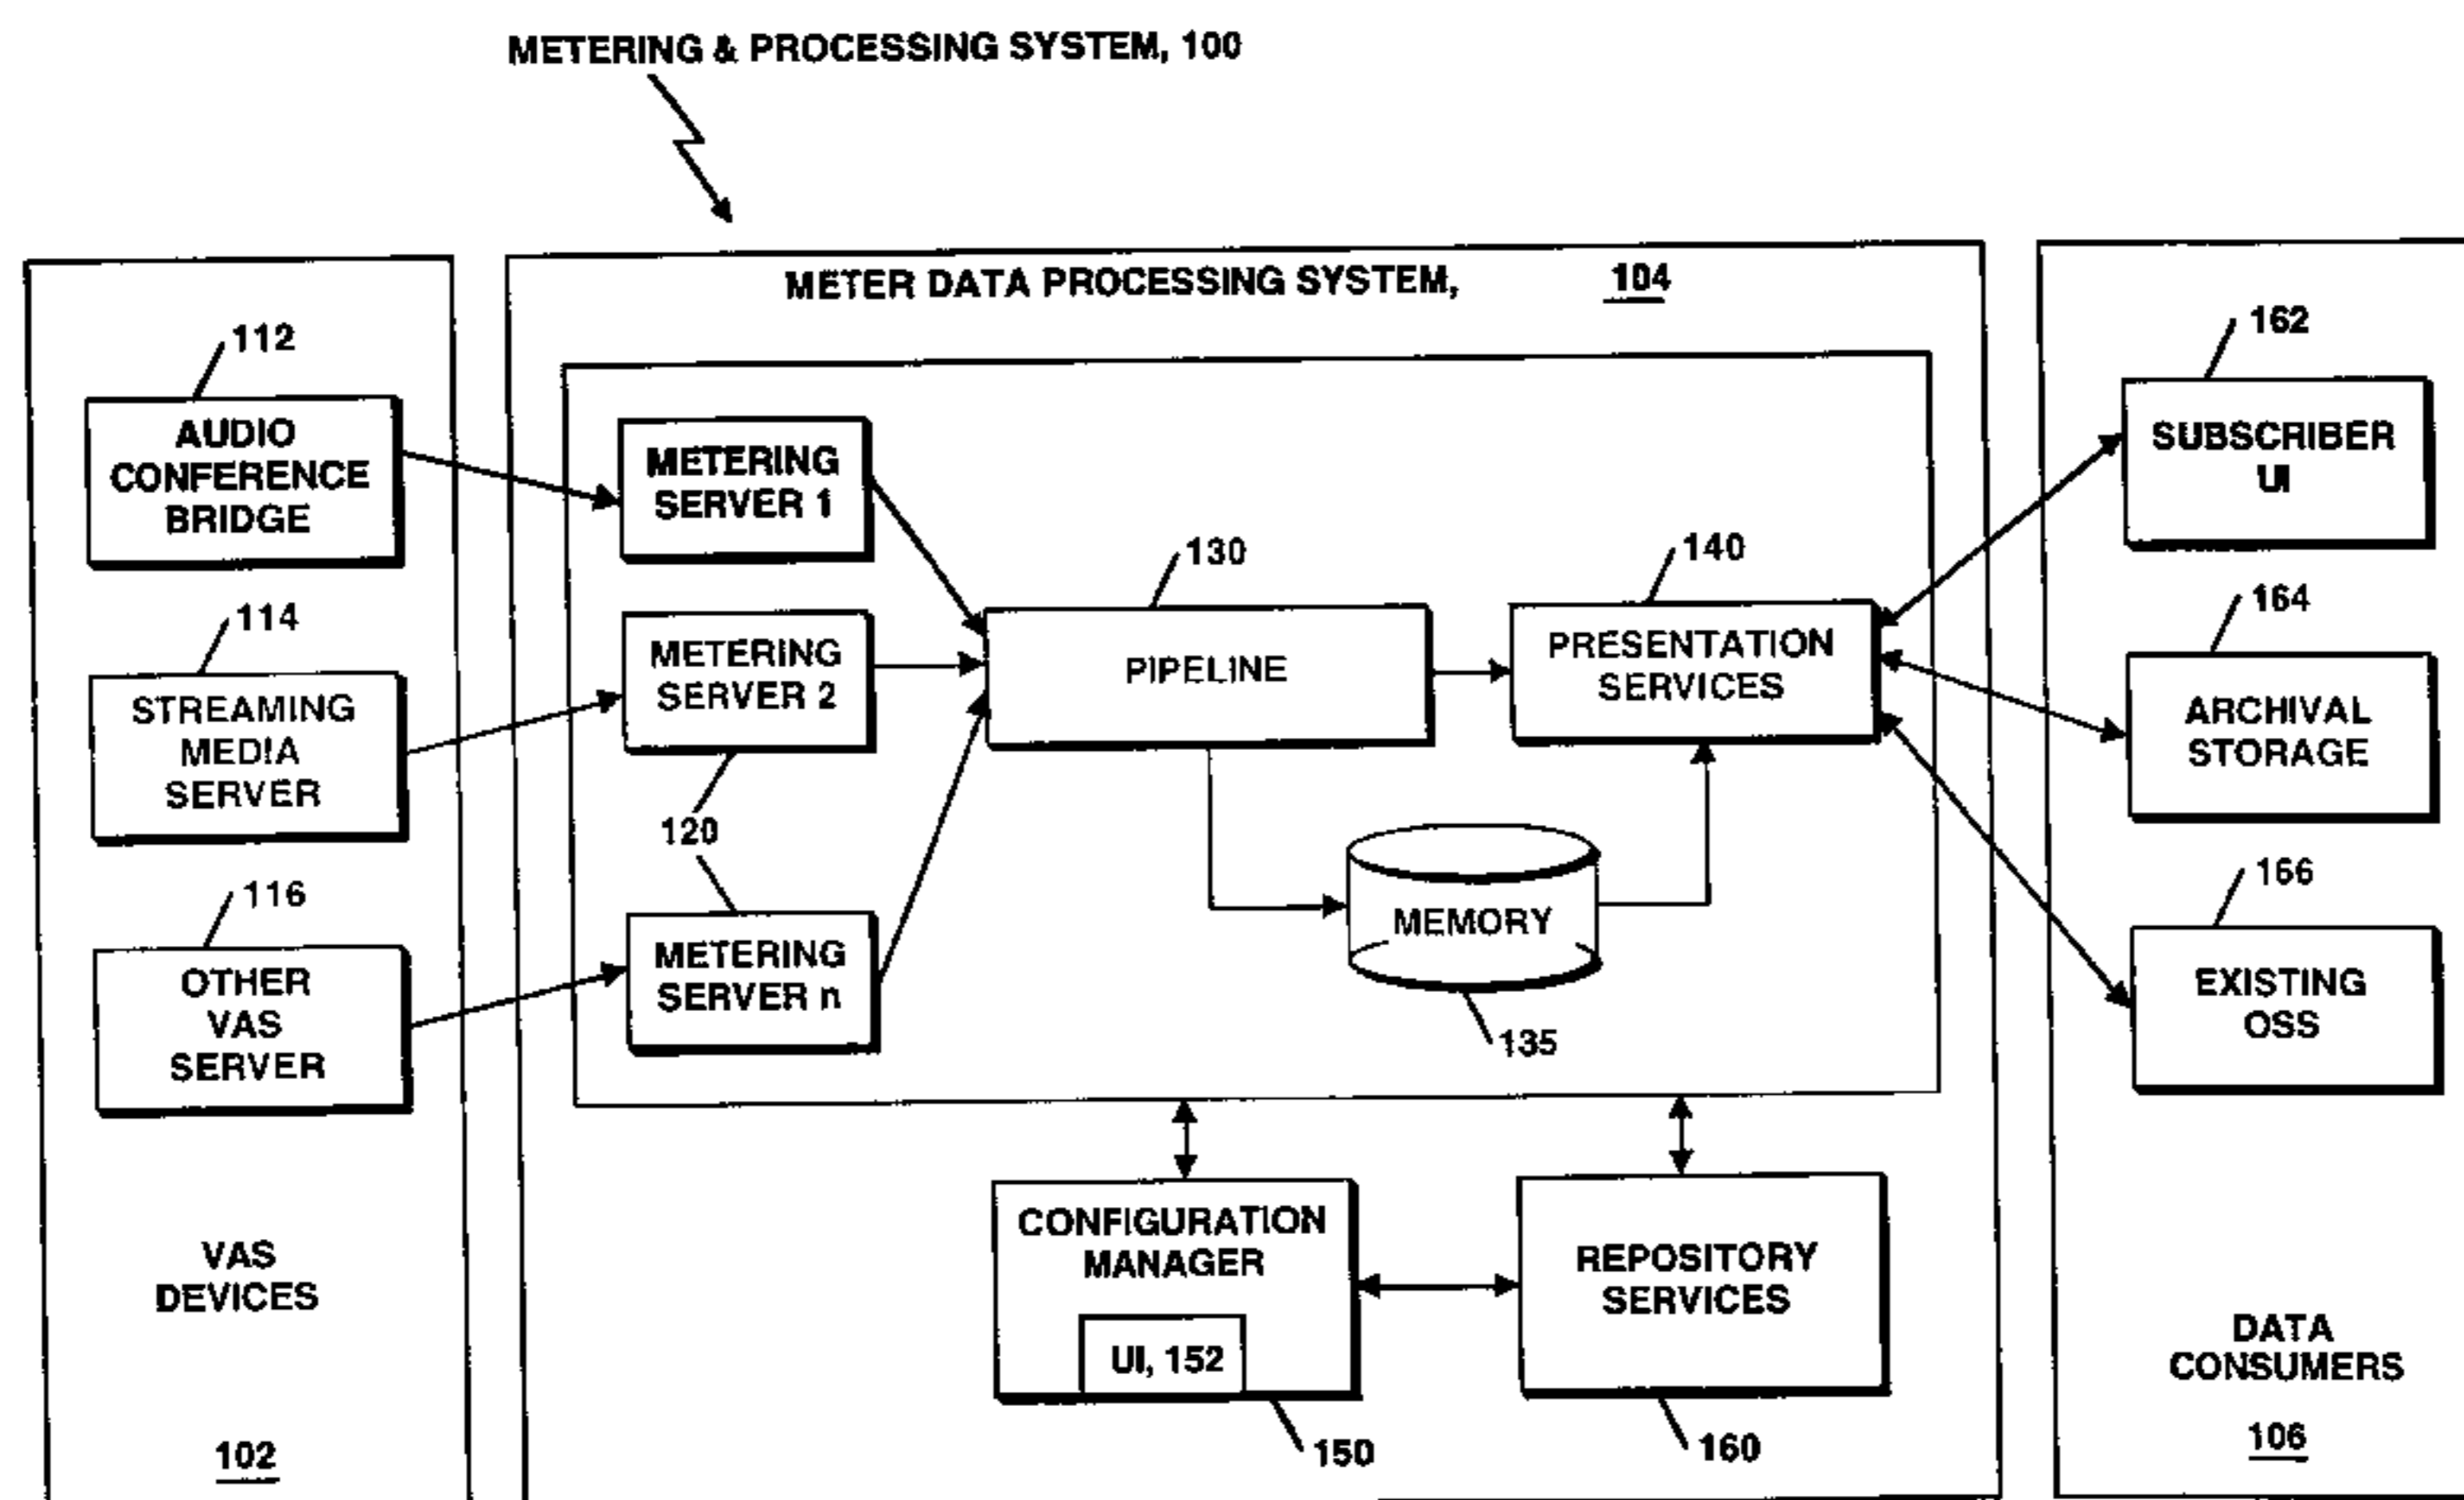 METERING & PROCESSING SYSTEM, 100
METER DATA PROCESSING SYSTEM, 104
112
AUDIO
CONFERENCE
BRIDGE
114
STREAMING
MEDIA
SERVER
116
OTHER
VAS
SERVER
VAS
DEVICES
102
METERING
SERVER 1
METERING
SERVER 2
120
METERING
SERVER n
130
PIPELINE
140
PRESENTATION
SERVICES
MEMORY
135
CONFIGURATION
MANAGER
UI, 152
150
REPOSITORY
SERVICES
160
162
SUBSCRIBER
UI
164
ARCHIVAL
STORAGE
166
EXISTING
OSS
DATA
CONSUMERS
106